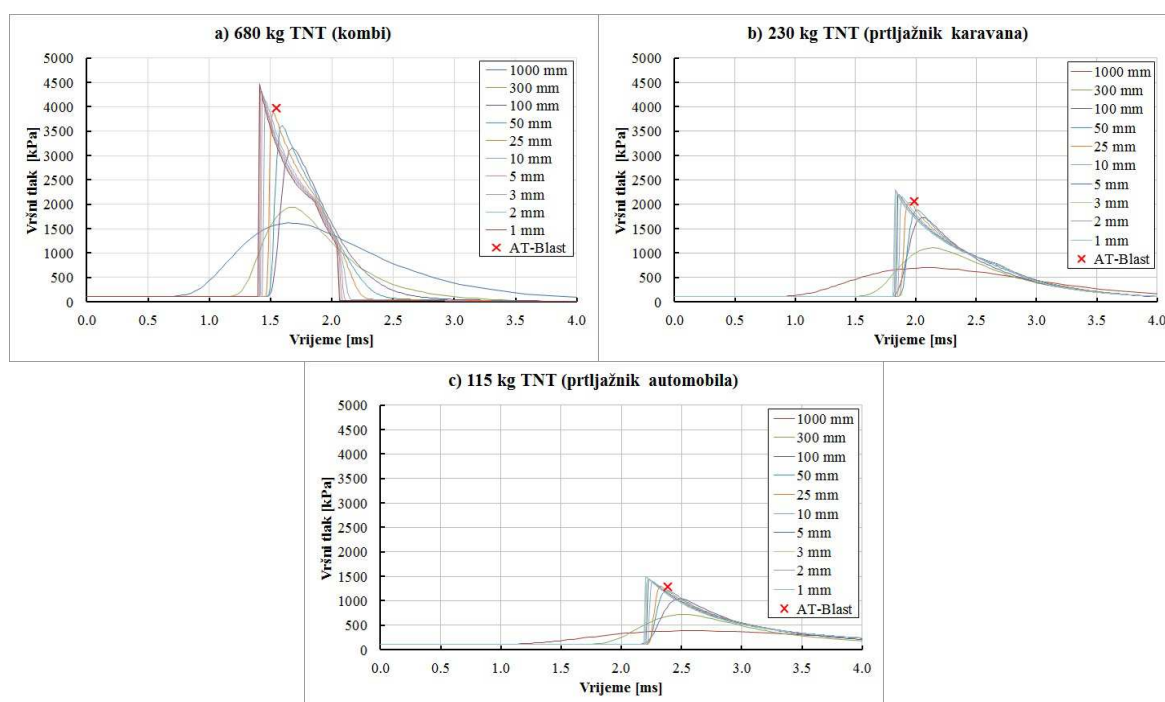 a) 680 kg TNT (kombi)
5000
4500
4000
3500
3000
2500
2000
1500
1000
500
0
Vršni tlak [kPa]
0.0 0.5 1.0 1.5 2.0 2.5 3.0 3.5 4.0
Vrijeme [ms]
1000 mm
300 mm
100 mm
50 mm
25 mm
10 mm
5 mm
3 mm
2 mm
1 mm
AT-Blast
b) 230 kg TNT (prtljažnik karavana)
5000
4500
4000
3500
3000
2500
2000
1500
1000
500
0
Vršni tlak [kPa]
0.0 0.5 1.0 1.5 2.0 2.5 3.0 3.5 4.0
Vrijeme [ms]
1000 mm
300 mm
100 mm
50 mm
25 mm
10 mm
5 mm
3 mm
2 mm
1 mm
AT-Blast
c) 115 kg TNT (prtljažnik automobila)
5000
4500
4000
3500
3000
2500
2000
1500
1000
500
0
Vršni tlak [kPa]
0.0 0.5 1.0 1.5 2.0 2.5 3.0 3.5 4.0
Vrijeme [ms]
1000 mm
300 mm
100 mm
50 mm
25 mm
10 mm
5 mm
3 mm
2 mm
1 mm
AT-Blast